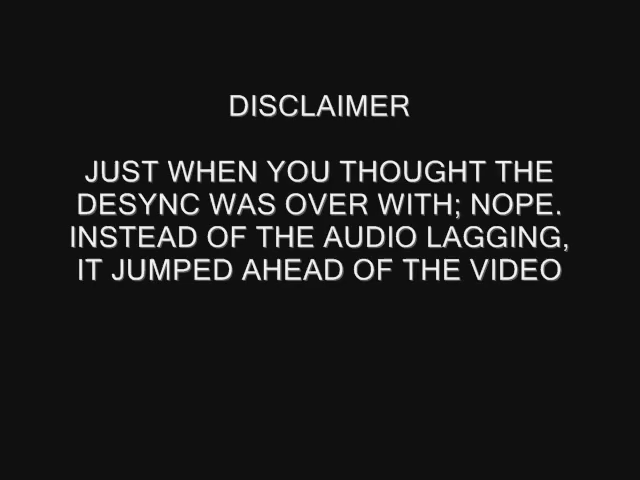 DISCLAIMER
JUST WHEN YOU THOUGHT THE
DESYNC WAS OVER WITH; NOPE.
INSTEAD OF THE AUDIO LAGGING,
IT JUMPED AHEAD OF THE VIDEO